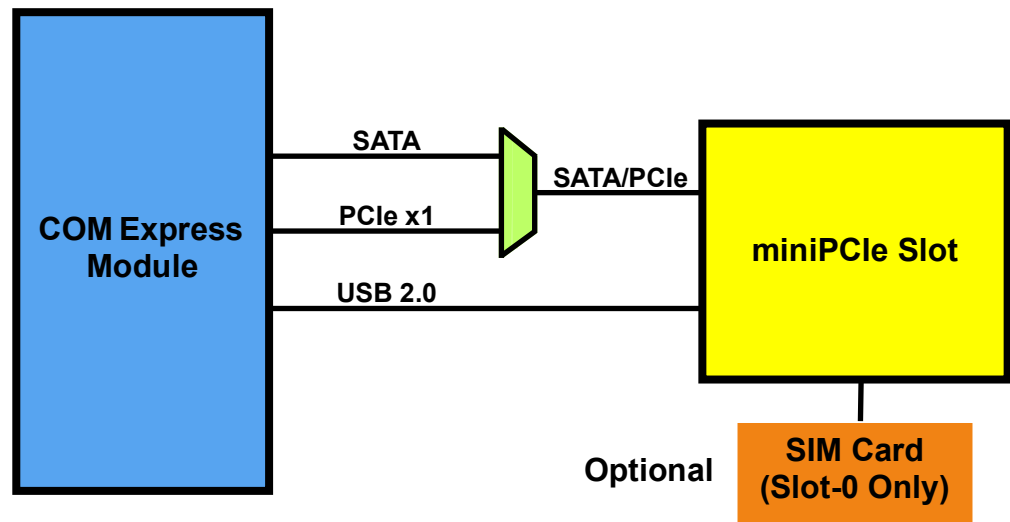 SATA
SATA/PCIe
PCIe x1
COM Express
Module
miniPCIe Slot
USB 2.0
Optional
SIM Card
(Slot-0 Only)